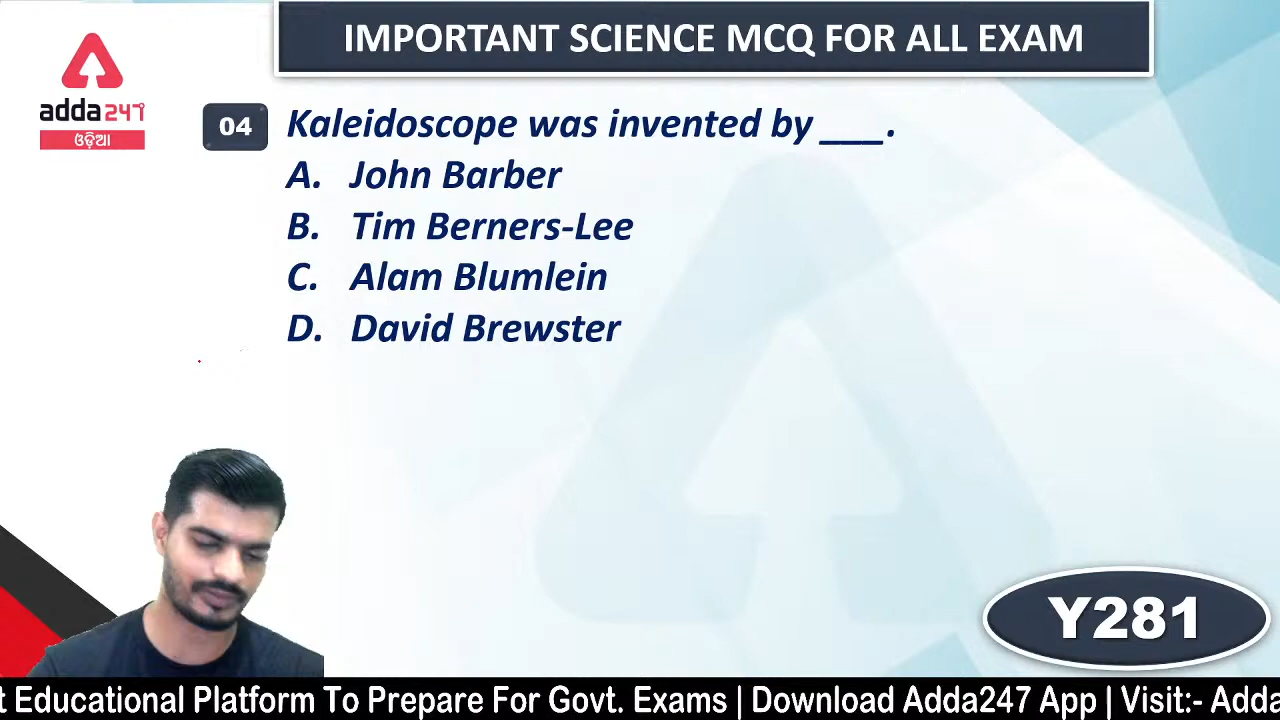 IMPORTANT SCIENCE MCQ FOR ALL EXAM
adda247
ଓଡ଼ିଆ
04 Kaleidoscope was invented by ___.
A. John Barber
B. Tim Berners-Lee
C. Alam Blumlein
D. David Brewster
Y281
t Educational Platform To Prepare For Govt. Exams | Download Adda247 App | Visit:- Adda